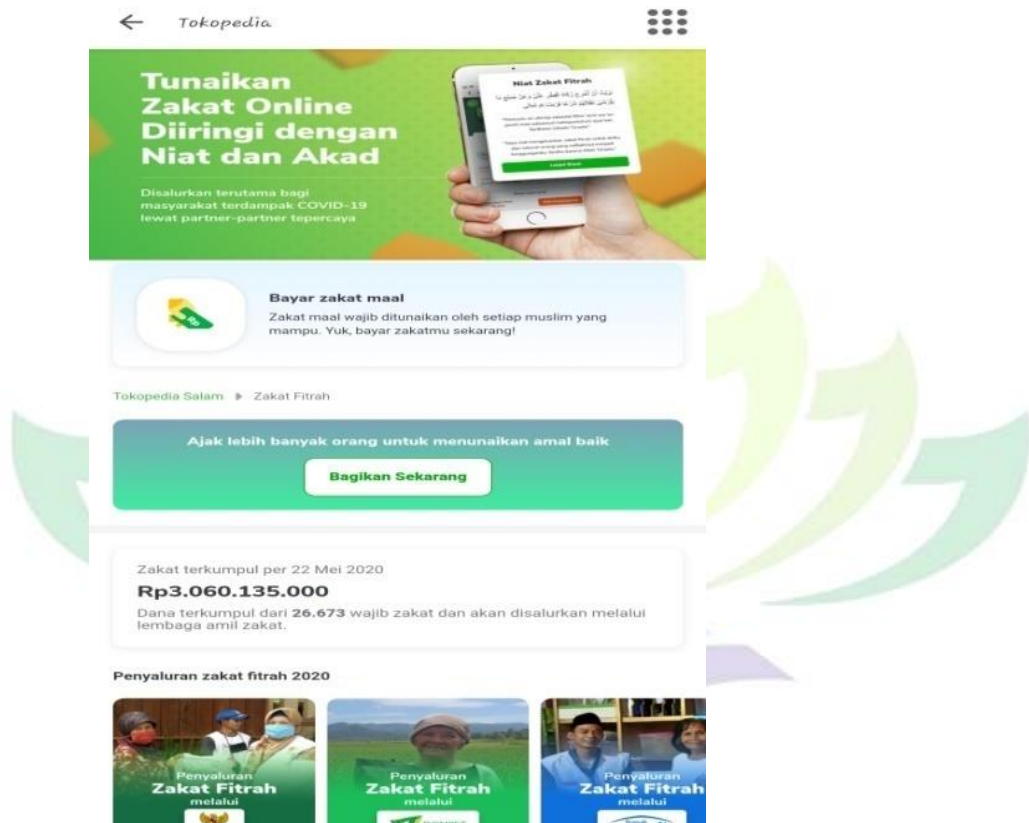 Tokopedia
Tunaikan
Zakat Online
Diiringi dengan
Niat dan Akad
Disalurkan terutama bagi
masyarakat terdampak COVID-19
lewat partner-partner tepercaya
Niat Zakat Fitrah
Rp
Bayar zakat maal
Zakat maal wajib ditunaikan oleh setiap muslim yang
mampu. Yuk, bayar zakatmu sekarang!
Tokopedia Salam Zakat Fitrah
Ajak lebih banyak orang untuk menunaikan amal baik
Bagikan Sekarang
Zakat terkumpul per 22 Mei 2020
Rp3.060.135.000
Dana terkumpul dari 26.673 wajib zakat dan akan disalurkan melalui
lembaga amil zakat.
Penyaluran zakat fitrah 2020
Penyaluran
Zakat Fitrah
melalui
Penyaluran
Zakat Fitrah
melalui
Penyaluran
Zakat Fitrah
melalui